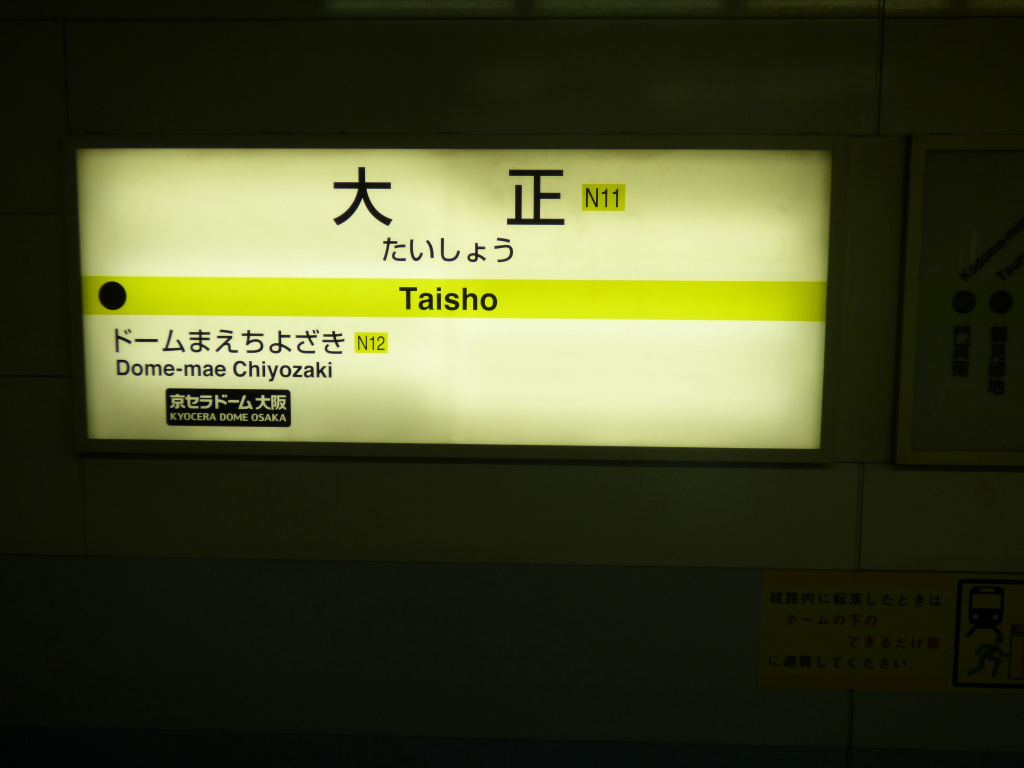 大正 N11
たいしょう
Taisho
ドームまえちよざき N12
Dome-mae Chiyozaki
京セラドーム大阪
KYOCERA DOME OSAKA
門真南
鶴見緑地
線路内に転落したときは
ホームの下の
できるだけ奥
に避難してください